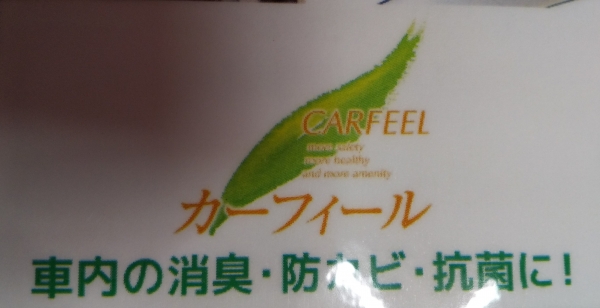 CARFEEL
more safety
more healthy
and more amenity
カーフィール
車内の消臭・防カビ・抗菌に!